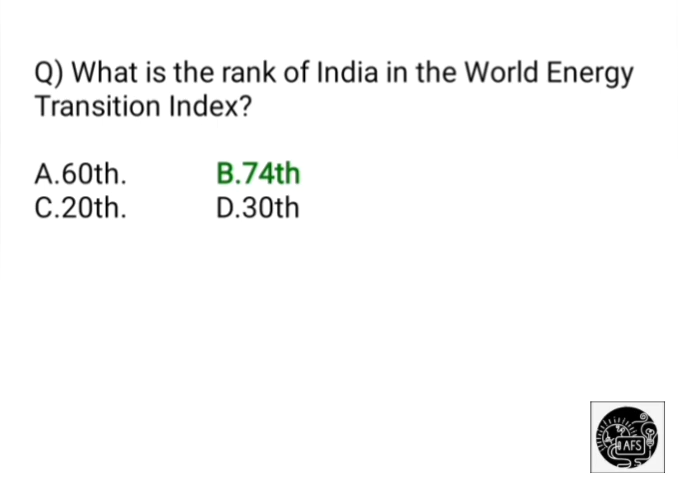 Q) What is the rank of India in the World Energy
Transition Index?
A.60th. B.74th
C.20th. D.30th
AFS